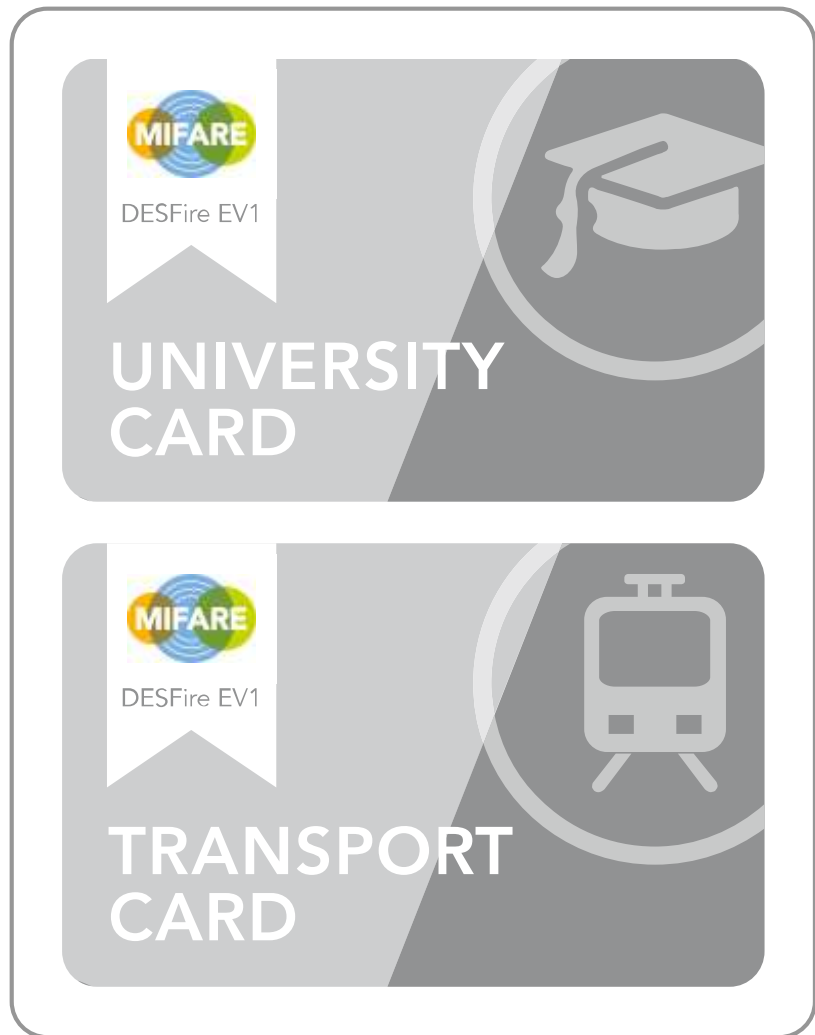 MIFARE
DESFire EV1
UNIVERSITY
CARD
MIFARE
DESFire EV1
TRANSPORT
CARD